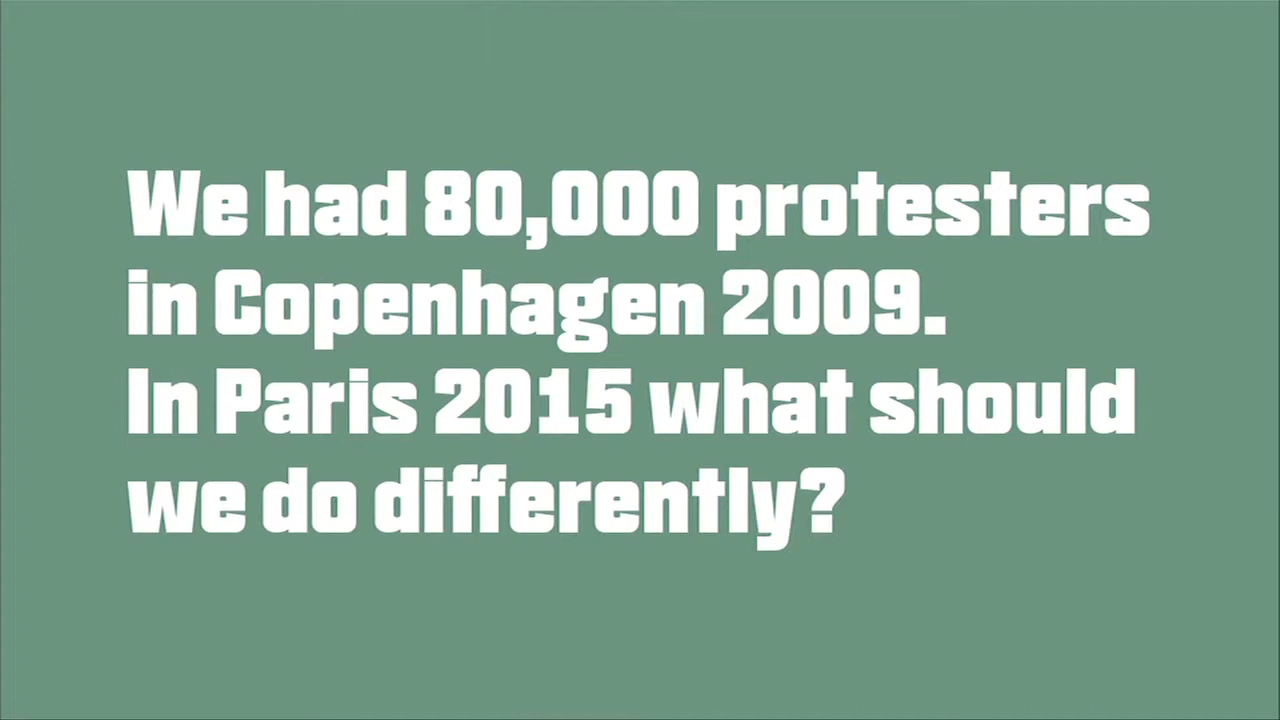 We had 80,000 protesters
in Copenhagen 2009.
In Paris 2015 what should
we do differently?